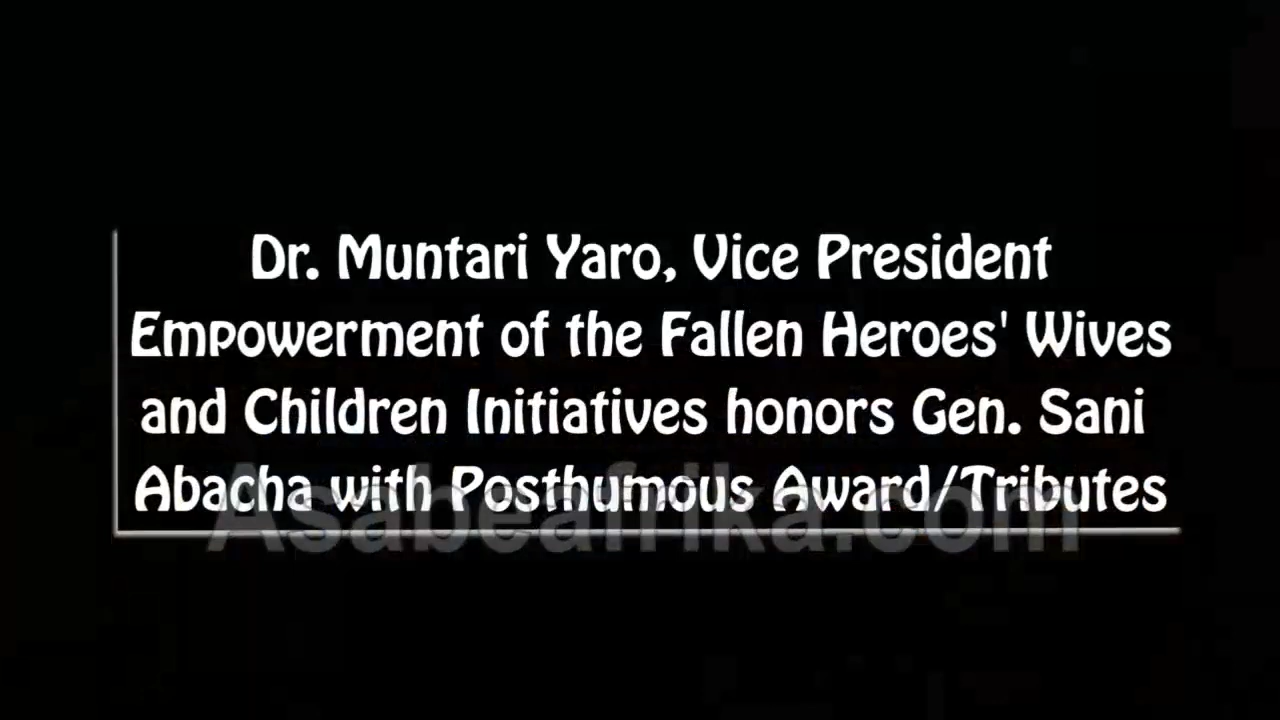 Dr. Muntari Yaro, Vice President
Empowerment of the Fallen Heroes' Wives
and Children Initiatives honors Gen. Sani
Abacha with Posthumous Award/Tributes
Asabeafrika.com